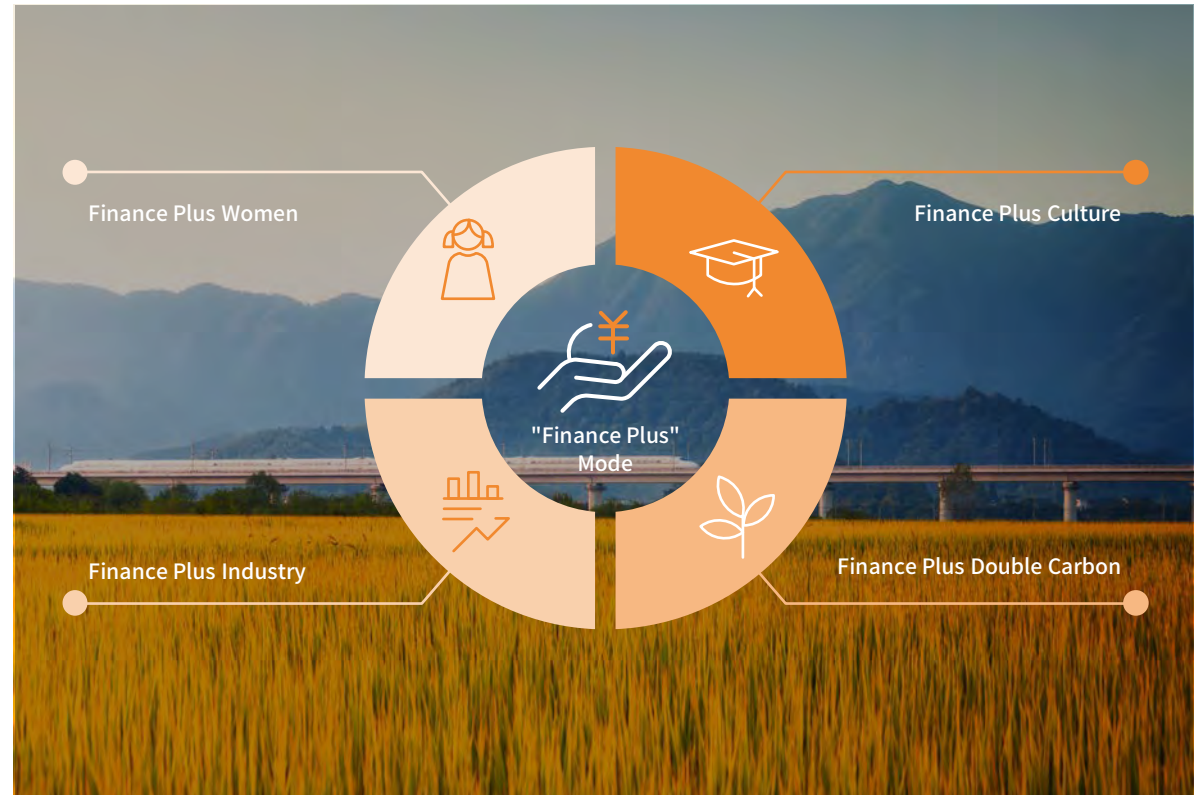 Finance Plus Women
Finance Plus Culture
¥
"Finance Plus"
Mode
Finance Plus Industry
Finance Plus Double Carbon